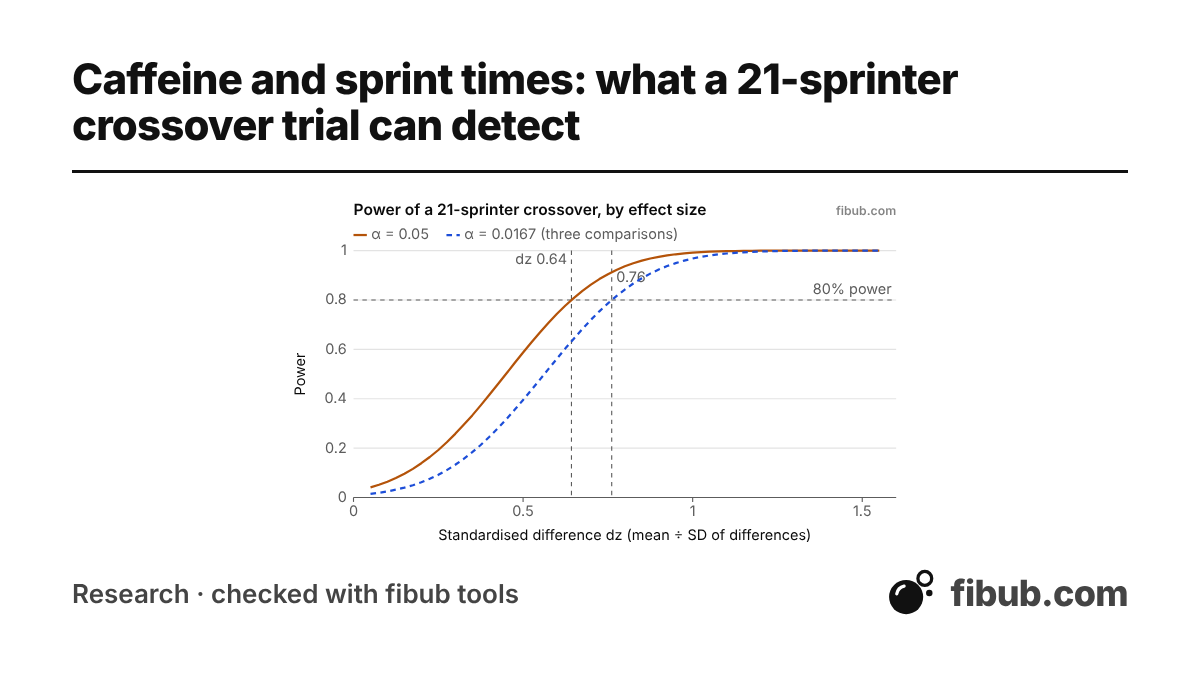 Caffeine and sprint times: what a 21-sprinter
crossover trial can detect
Power of a 21-sprinter crossover, by effect size
fibub.com
α = 0.05
α = 0.0167 (three comparisons)
1
dz 0.64
0.76
80% power
0.8
0.6
Power
0.4
0.2
0
0
0.5
1
1.5
Standardised difference dz (mean ÷ SD of differences)
Research · checked with fibub tools
fibub.com